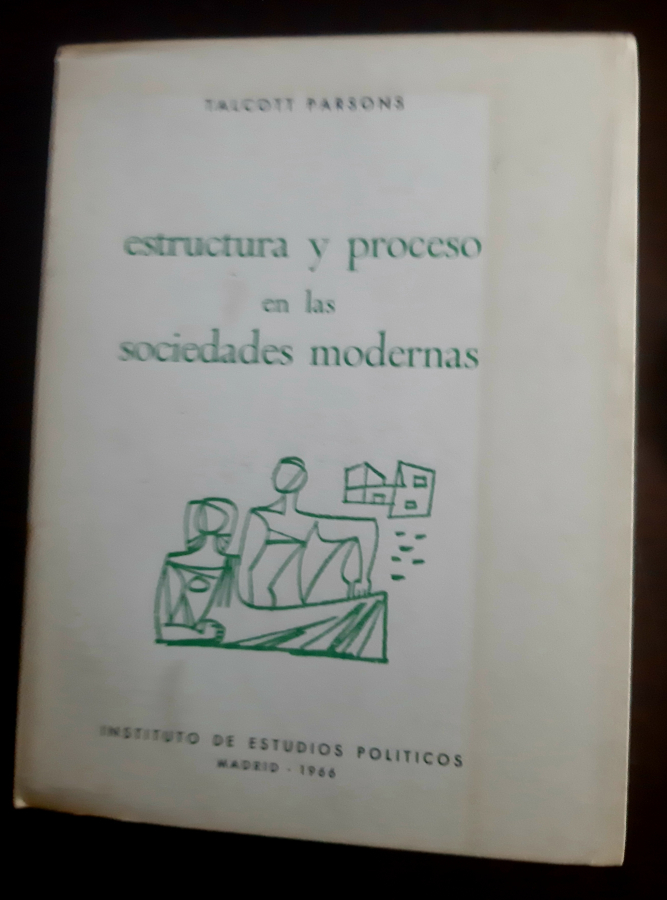 TALCOTT PARSONS
estructura y proceso
en las
sociedades modernas
INSTITUTO DE ESTUDIOS POLITICOS
MADRID - 1966